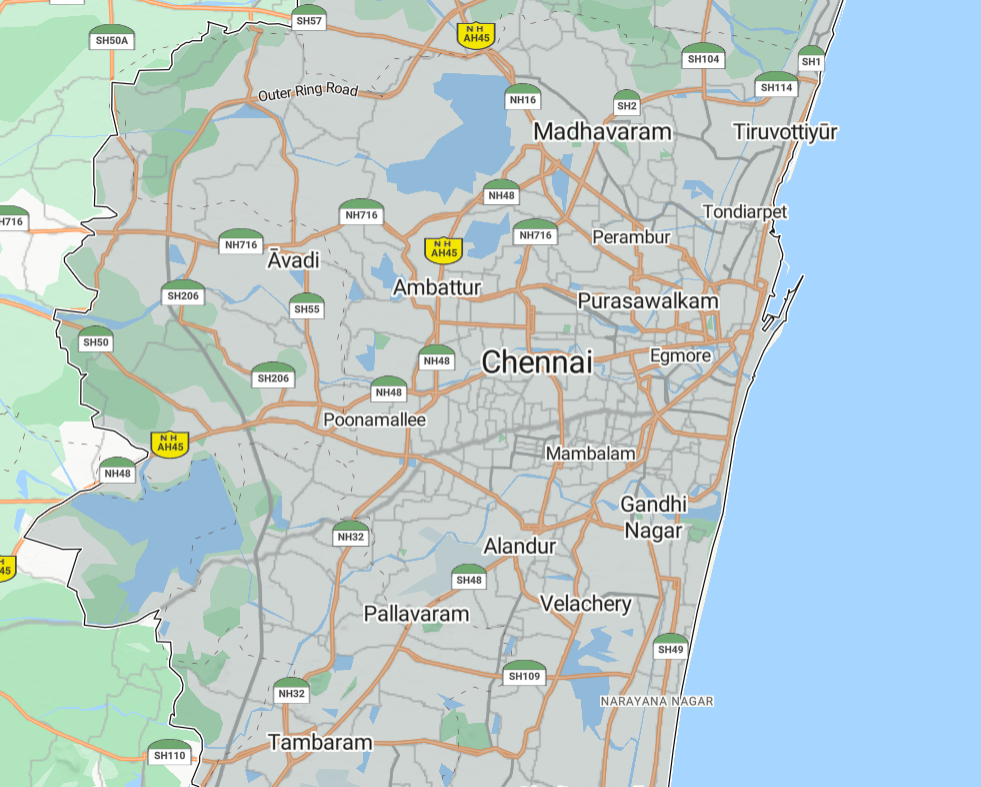 SH57
SH50A
N H
AH45
SH104
SH1
SH114
Outer Ring Road
NH16
SH2
Madhavaram
Tiruvottiyūr
NH48
H716
NH716
Tondiarpet
NH716
NH716
Perambur
N H
AH45
Āvadi
Ambattur
SH206
SH55
Purasawalkam
SH50
Egmore
NH48
Chennai
SH206
NH48
Poonamallee
N H
AH45
Mambalam
NH48
Gandhi
Nagar
NH32
Alandur
H
45
SH48
Velachery
Pallavaram
SH49
SH109
NH32
NARAYANA NAGAR
Tambaram
SH110